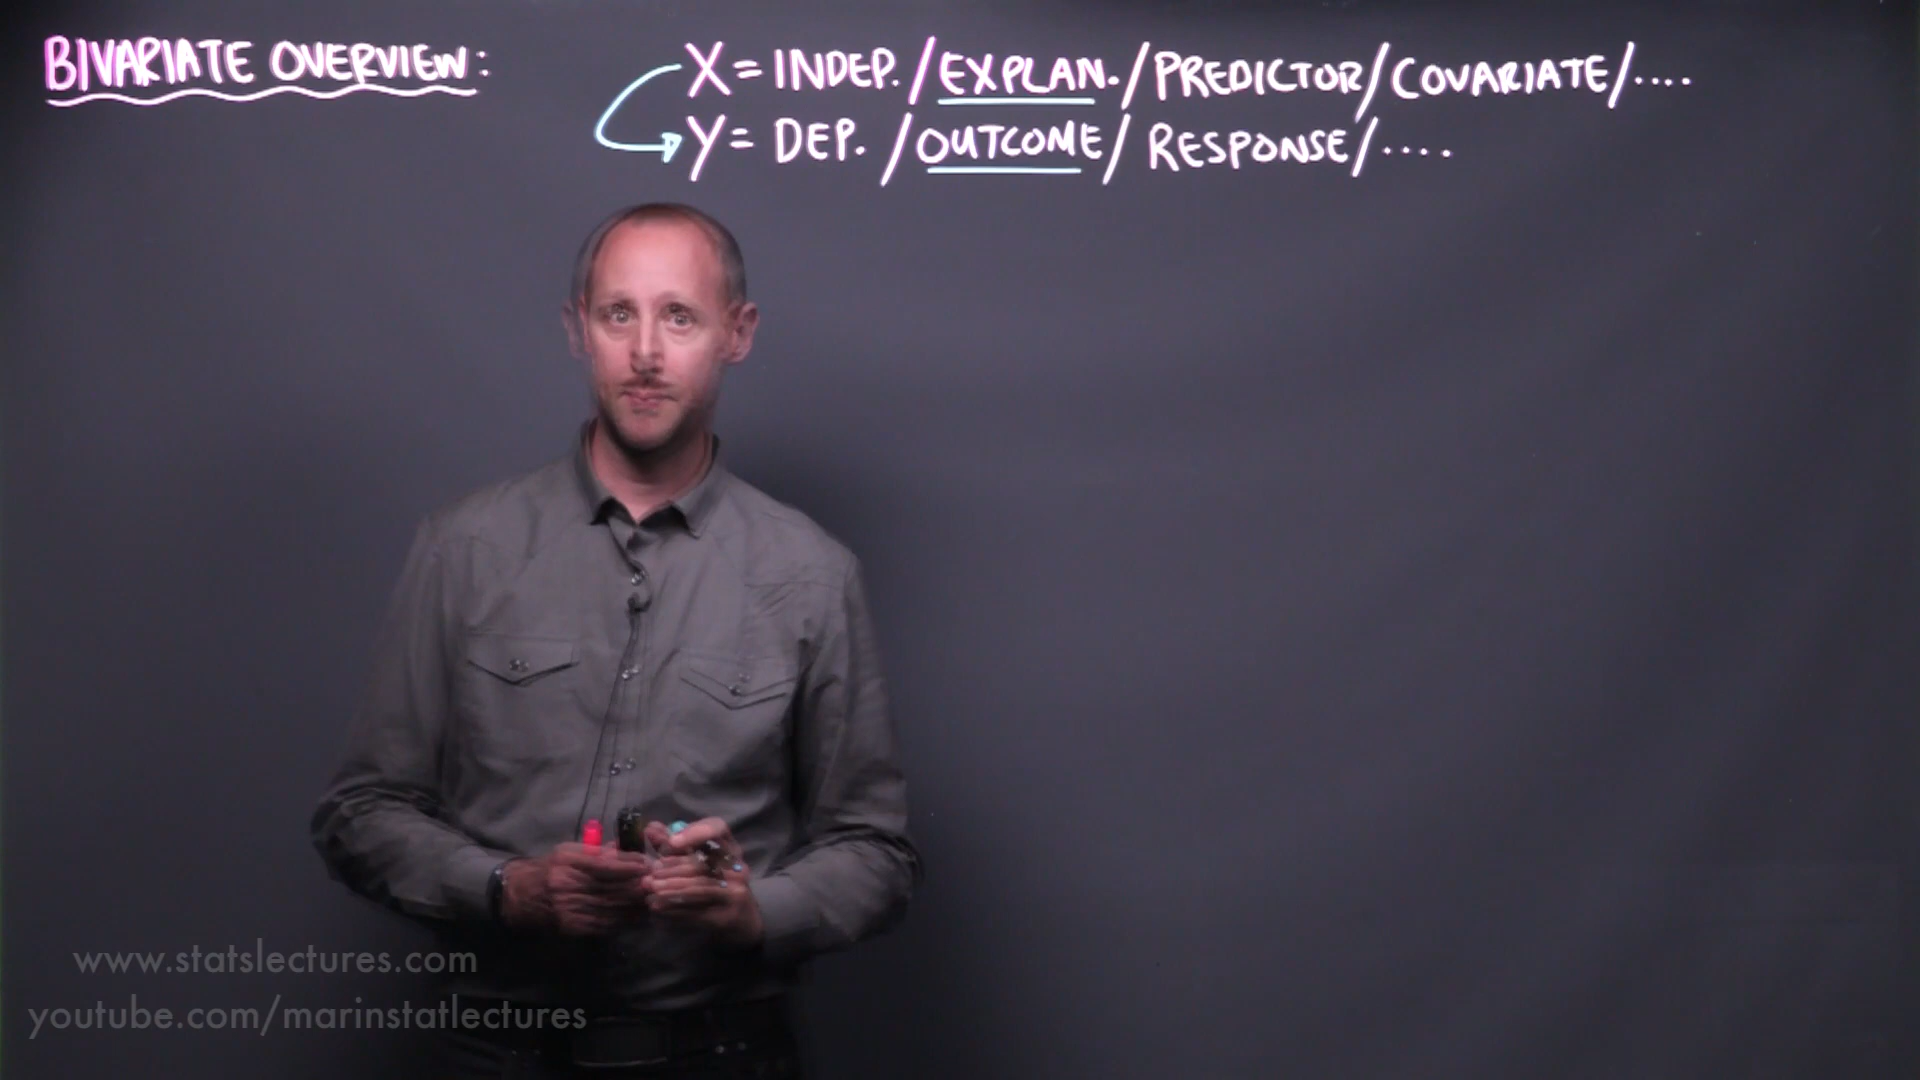 BIVARIATE OVERVIEW:
X = INDEP. / EXPLAN. / PREDICTOR / COVARIATE / ....
Y = DEP. / OUTCOME / RESPONSE / ....
www.statslectures.com
youtube.com/marinstatlectures